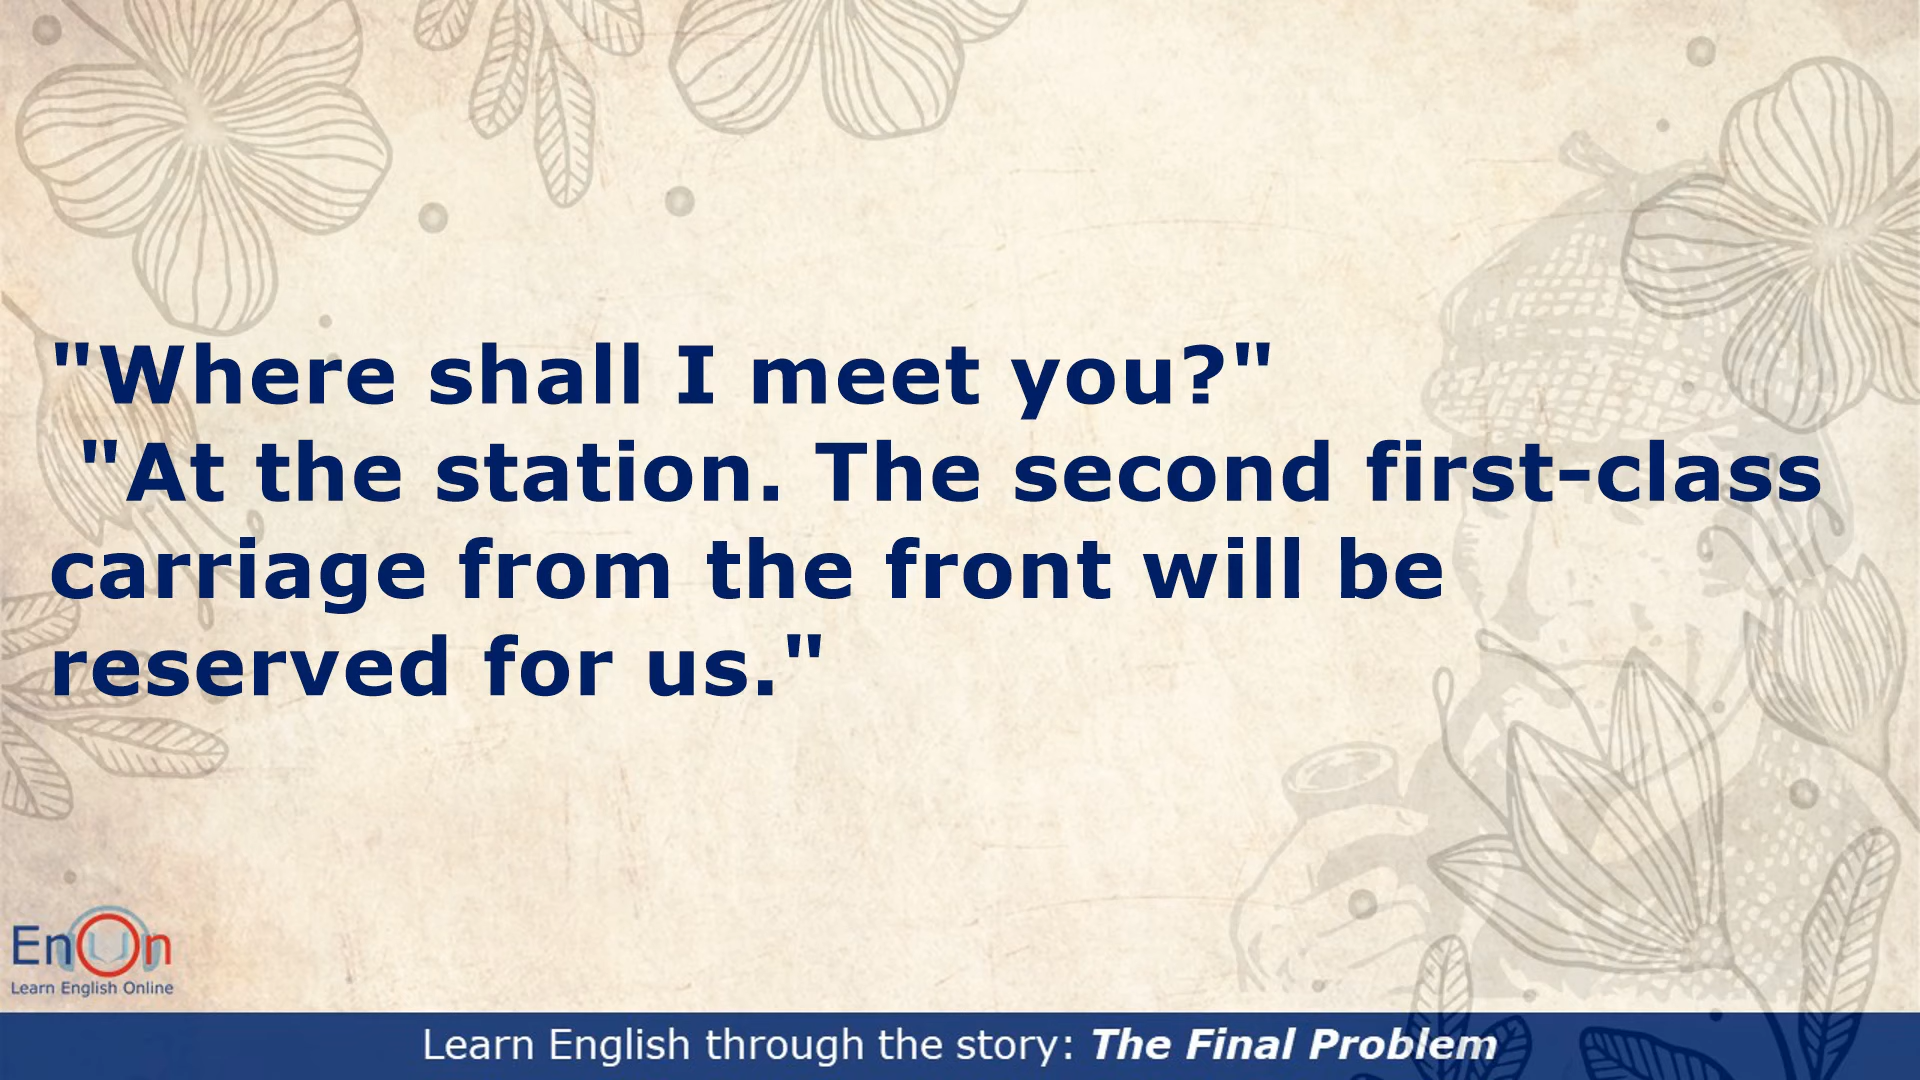 "Where shall I meet you?"
"At the station. The second first-class
carriage from the front will be
reserved for us."
EnOn
Learn English Online
Learn English through the story: The Final Problem